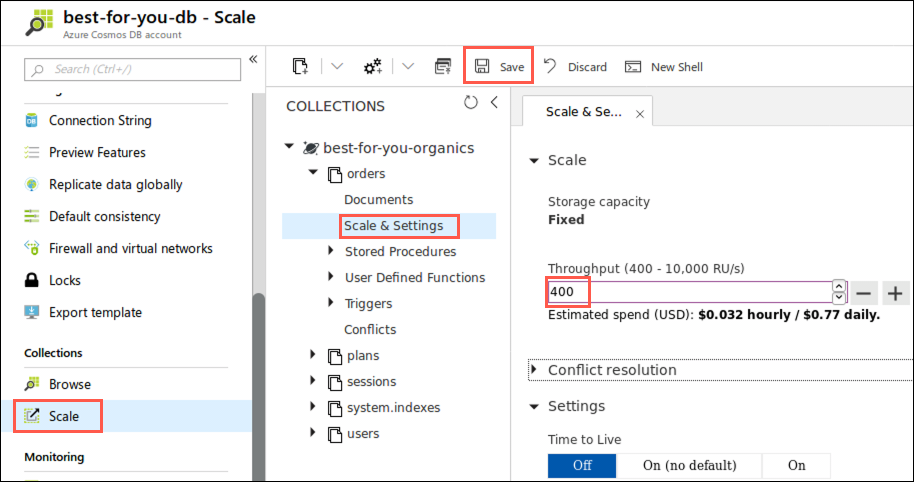 best-for-you-db - Scale
Azure Cosmos DB account
Search (Ctrl+/)
«
Connection String
Preview Features
Replicate data globally
Default consistency
Firewall and virtual networks
Locks
Export template
Collections
Browse
Scale
Monitoring
Save
Discard
New Shell
COLLECTIONS
best-for-you-organics
orders
Documents
Scale & Settings
Stored Procedures
User Defined Functions
Triggers
Conflicts
plans
sessions
system.indexes
users
Scale & Se...
Scale
Storage capacity
Fixed
Throughput (400 - 10,000 RU/s)
400
Estimated spend (USD): $0.032 hourly / $0.77 daily.
Conflict resolution
Settings
Time to Live
Off On (no default) On